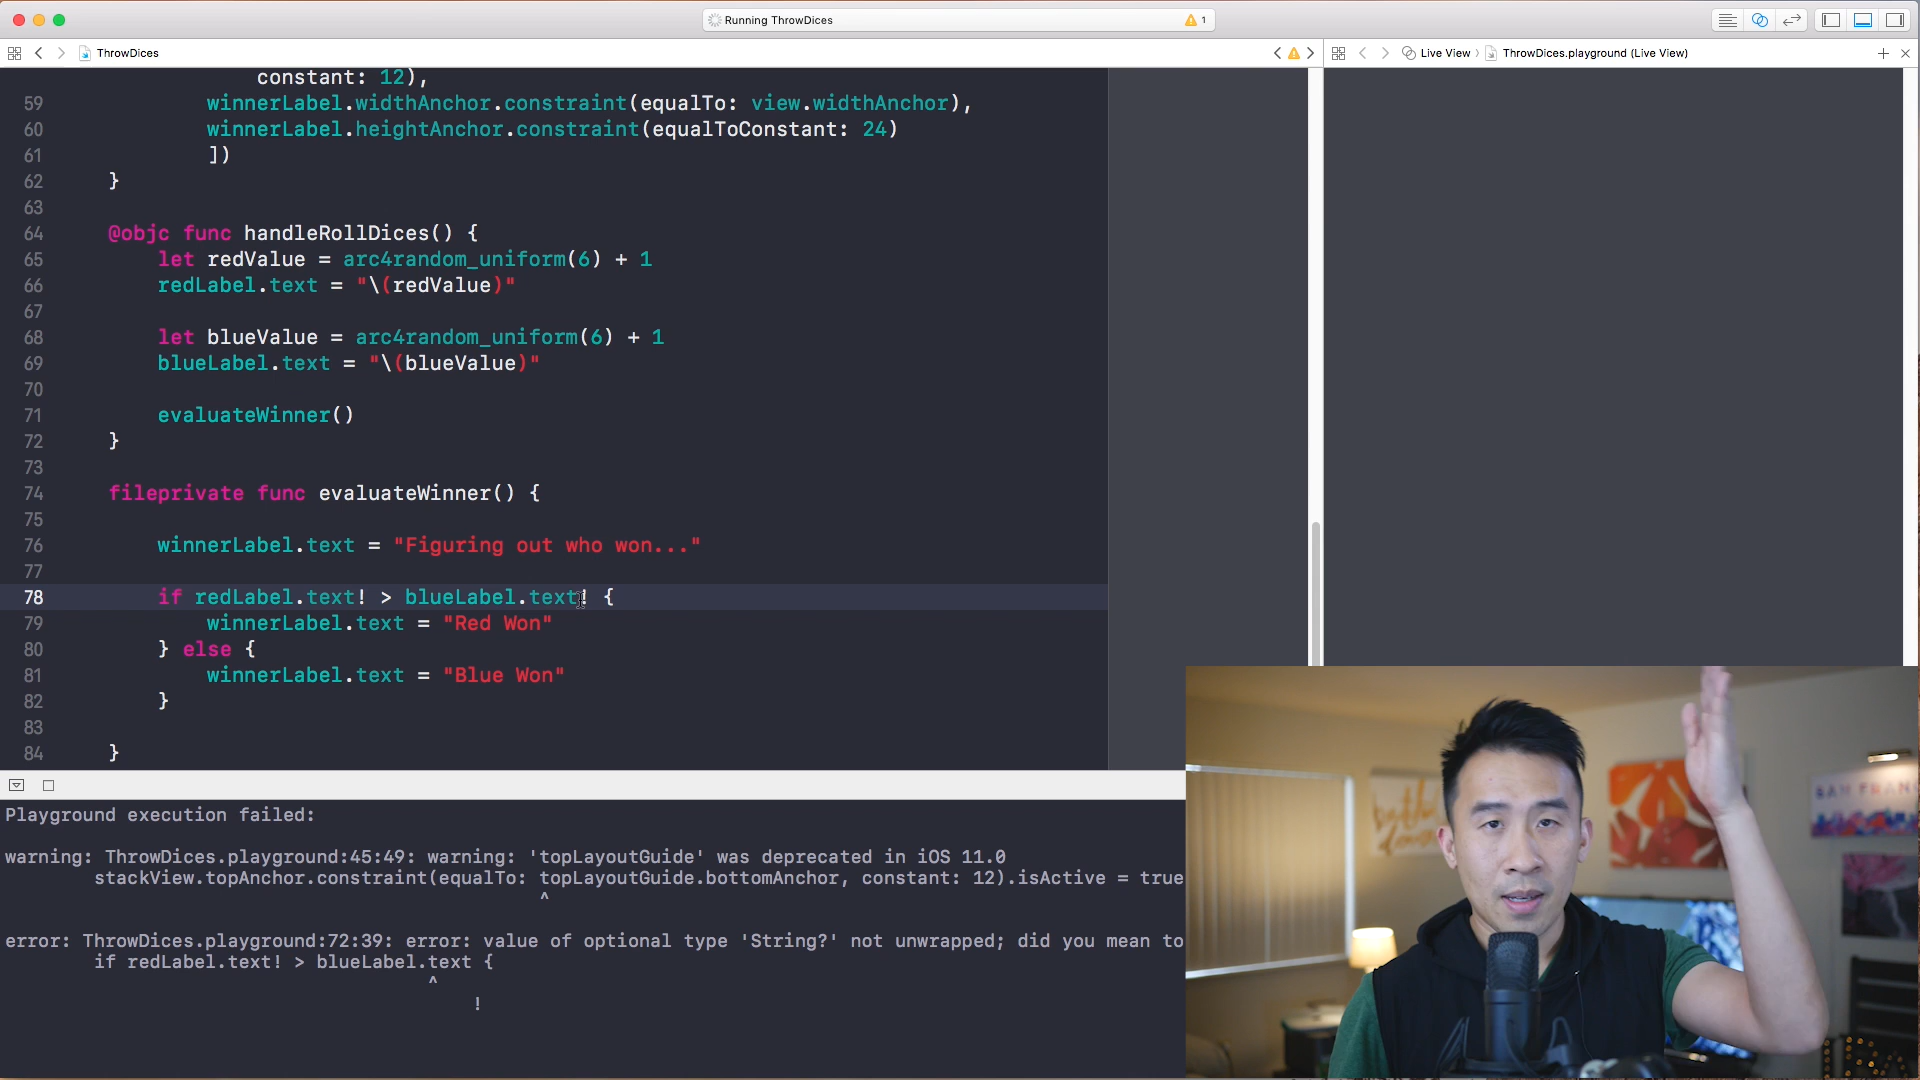 Running ThrowDices
1
ThrowDices
Live View
ThrowDices.playground (Live View)
constant: 12),
59 winnerLabel.widthAnchor.constraint(equalTo: view.widthAnchor),
60 winnerLabel.heightAnchor.constraint(equalToConstant: 24)
61 ])
62 }
63
64 @objc func handleRollDices() {
65 let redValue = arc4random_uniform(6) + 1
66 redLabel.text = "\(redValue)"
67
68 let blueValue = arc4random_uniform(6) + 1
69 blueLabel.text = "\(blueValue)"
70
71 evaluateWinner()
72 }
73
74 fileprivate func evaluateWinner() {
75
76 winnerLabel.text = "Figuring out who won..."
77
78 if redLabel.text! > blueLabel.text! {
79 winnerLabel.text = "Red Won"
80 } else {
81 winnerLabel.text = "Blue Won"
82 }
83
84 }
Playground execution failed:
warning: ThrowDices.playground:45:49: warning: 'topLayoutGuide' was deprecated in iOS 11.0
stackView.topAnchor.constraint(equalTo: topLayoutGuide.bottomAnchor, constant: 12).isActive = true
^
error: ThrowDices.playground:72:39: error: value of optional type 'String?' not unwrapped; did you mean to
if redLabel.text! > blueLabel.text {
^
!
SAN FRANC